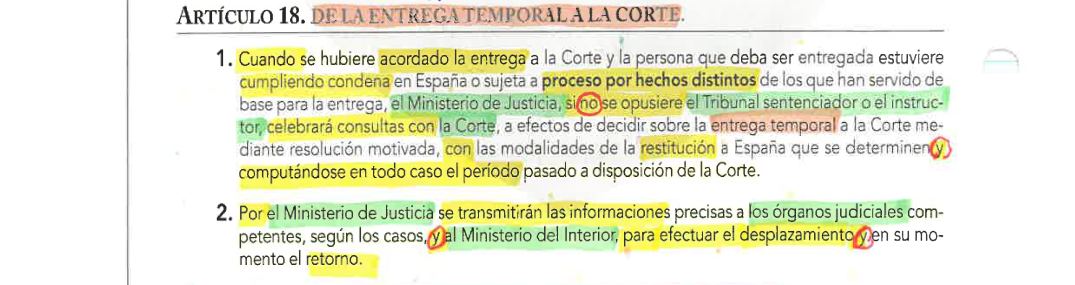 ARTÍCULO 18. DE LA ENTREGA TEMPORAL A LA CORTE.
1. Cuando se hubiere acordado la entrega a la Corte y la persona que deba ser entregada estuviere
cumpliendo condena en España o sujeta a proceso por hechos distintos de los que han servido de
base para la entrega, el Ministerio de Justicia, si no se opusiere el Tribunal sentenciador o el instruc-
tor, celebrará consultas con la Corte, a efectos de decidir sobre la entrega temporal a la Corte me-
diante resolución motivada, con las modalidades de la restitución a España que se determinen y
computándose en todo caso el período pasado a disposición de la Corte.
2. Por el Ministerio de Justicia se transmitirán las informaciones precisas a los órganos judiciales com-
petentes, según los casos, y al Ministerio del Interior, para efectuar el desplazamiento y, en su mo-
mento el retorno.